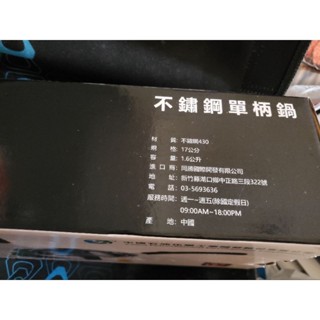 不鏽鋼單柄鍋
材　質：不鏽鋼430
規　格：17公分
容　量：1.6公升
進 口 商：同攏國際開發有限公司
地　址：新竹縣湖口鄉中正路三段322號
電　話：03-5693636
服務時間：週一~週五(除國定假日)
09:00AM~18:00PM
產　地：中國